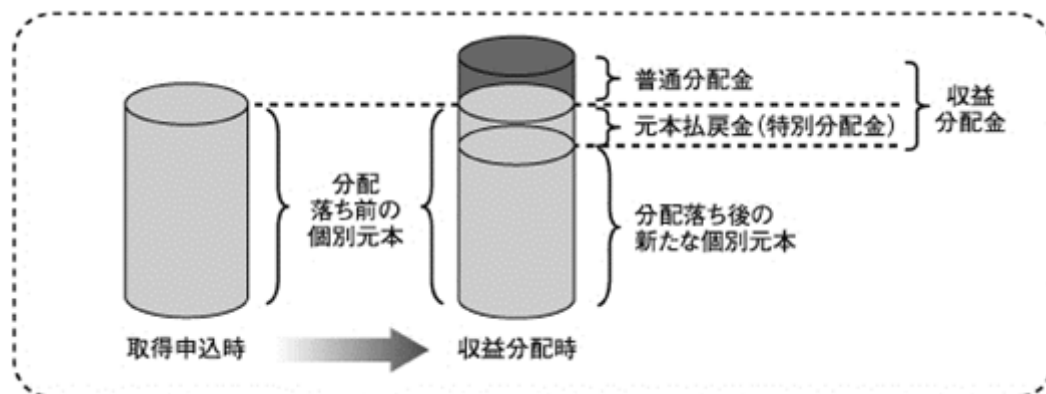 普通分配金
元本払戻金(特別分配金)
収益
分配金
分配
落ち前の
個別元本
分配落ち後の
新たな個別元本
取得申込時
収益分配時